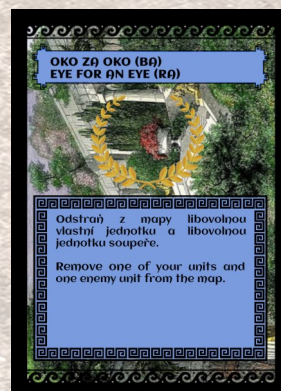 OKO ZA OKO (BA)
EYE FOR AN EYE (RA)
Odstraň z mapy libovolnou
vlastní jednotku a libovolnou
jednotku soupeře.
Remove one of your units and
one enemy unit from the map.